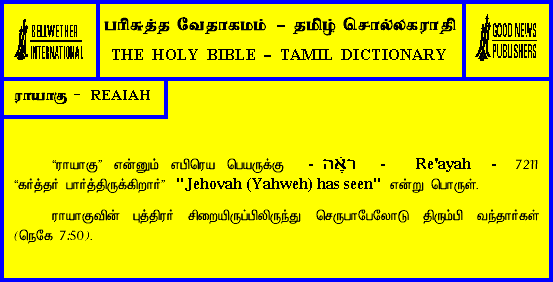 BELLWETHER
INTERNATIONAL
பரிசுத்த வேதாகமம் – தமிழ் சொல்லகராதி
THE HOLY BIBLE – TAMIL DICTIONARY
GOOD NEWS
PUBLISHERS
ராயாகு – REAIAH
“ராயாகு” என்னும் எபிரெய பெயருக்கு - - Re'ayah - 7211
“கர்த்தர் பார்த்திருக்கிறார்” "Jehovah (Yahweh) has seen" என்று பொருள்.
ராயாகுவின் புத்திரர் சிறையிருப்பிலிருந்து செருபாபேலோடு திரும்பி வந்தார்கள்
(நெகே 7:50).